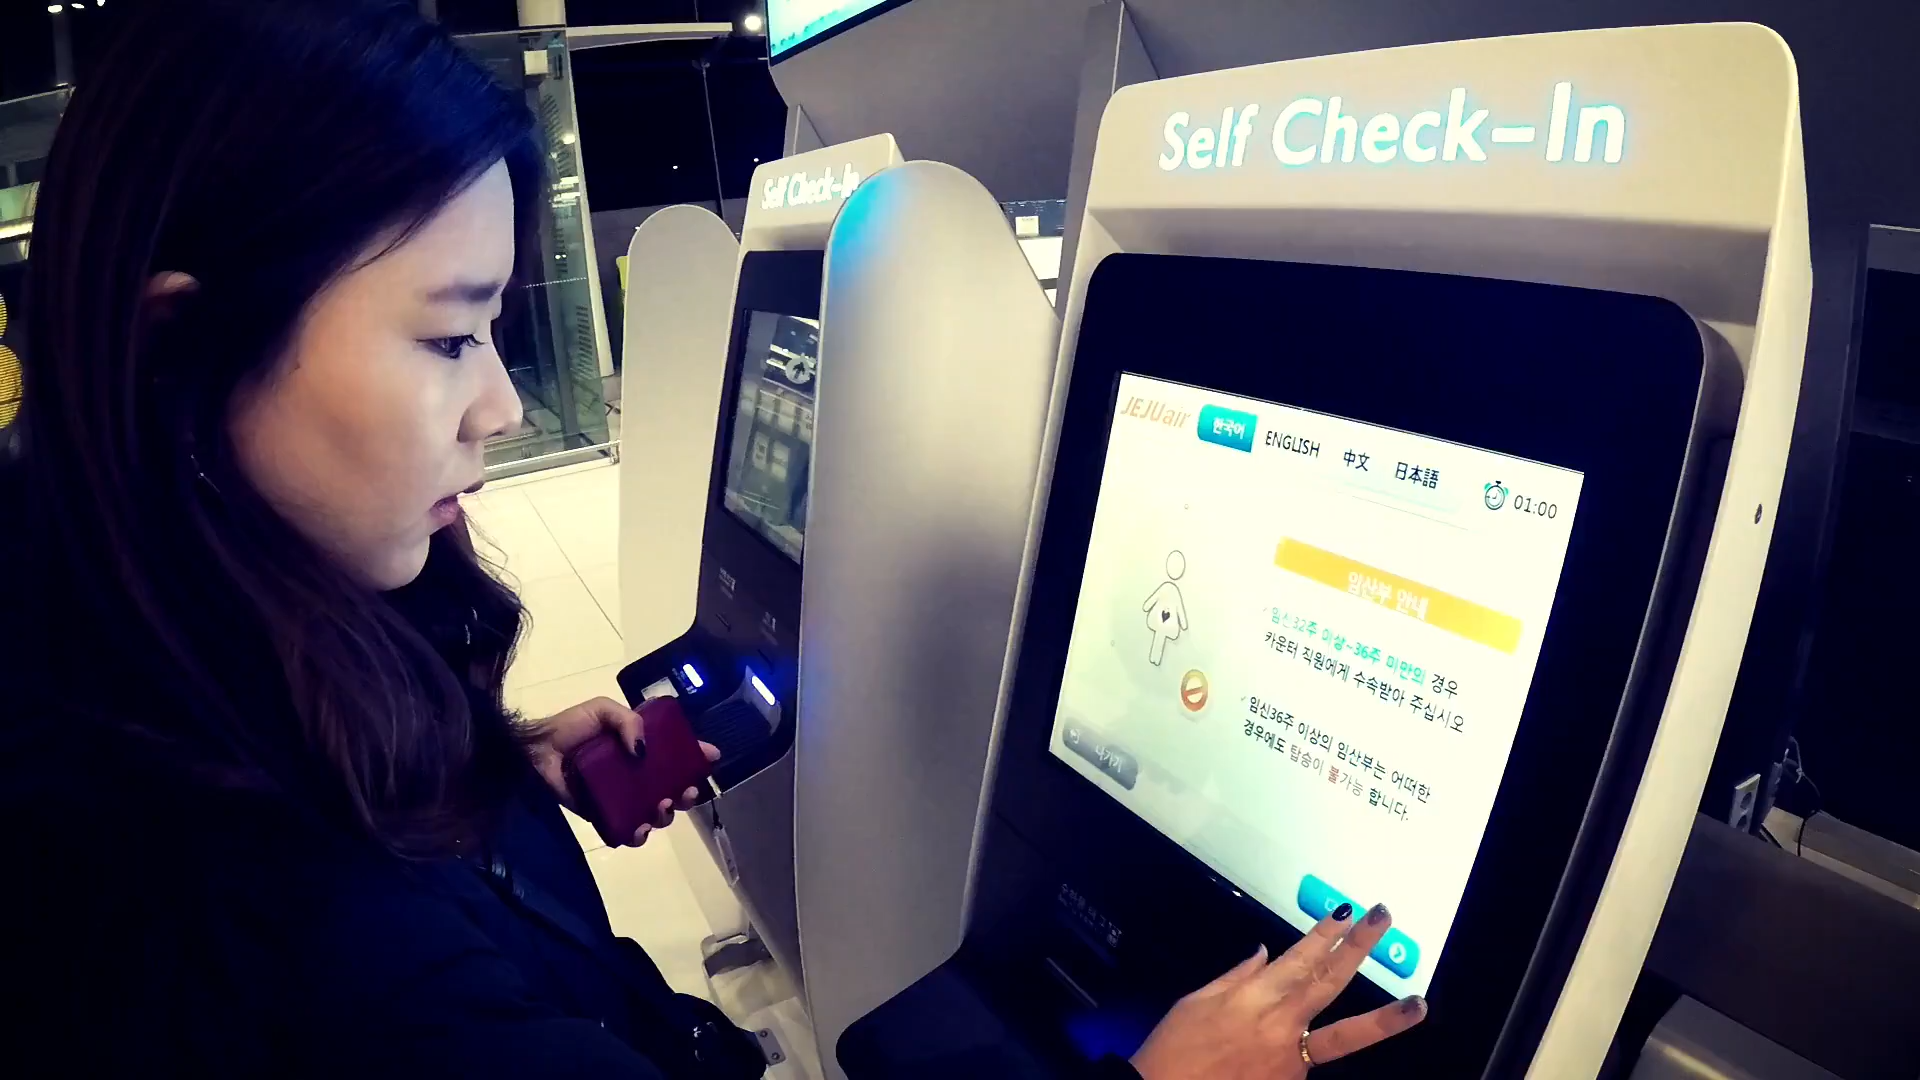 Self Check-In
Self Check-In
JEJUair 한국어 ENGLISH 中文 日本語 01:00
임산부 안내
임신32주 이상~36주 미만의 경우
카운터 직원에게 수속받아 주십시오
임신36주 이상의 임산부는 어떠한
경우에도 탑승이 불가능 합니다.
나가기